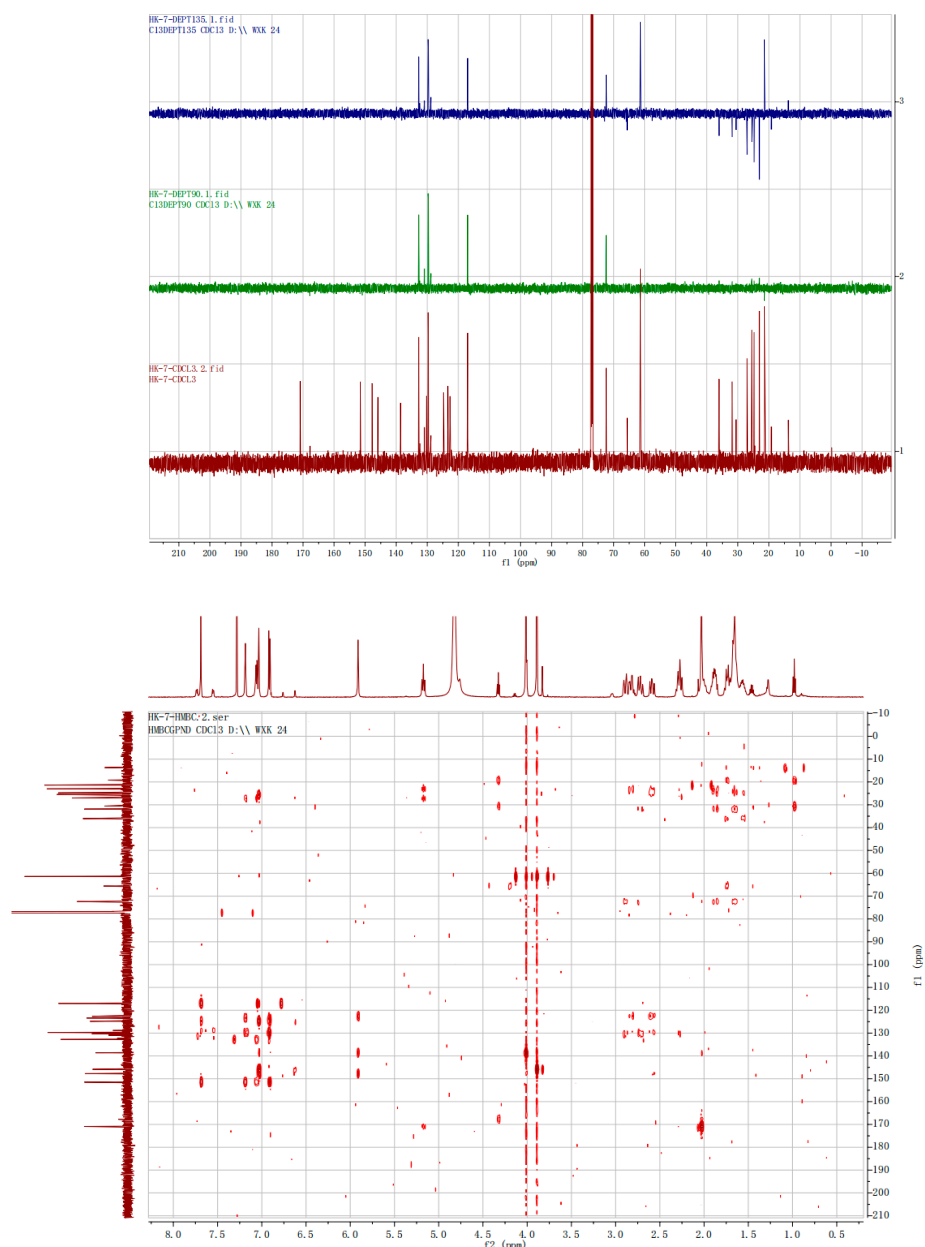 HK-7-DEPT135.1.fid
C13DEPT135 CDCl3 D:\\ WXK 24
3
HK-7-DEPT90.1.fid
C13DEPT90 CDCl3 D:\\ WXK 24
2
HK-7-CDCL3.2.fid
HK-7-CDCL3
1
210 200 190 180 170 160 150 140 130 120 110 100 90 80 70 60 50 40 30 20 10 0 -10
f1 (ppm)
HK-7-HMBC.2.ser
HMBCGPND CDCl3 D:\\ WXK 24
-10
0
10
20
30
40
50
60
70
80
90
100
110
120
130
140
150
160
170
180
190
200
210
f1 (ppm)
8.0 7.5 7.0 6.5 6.0 5.5 5.0 4.5 4.0 3.5 3.0 2.5 2.0 1.5 1.0 0.5
f2 (ppm)